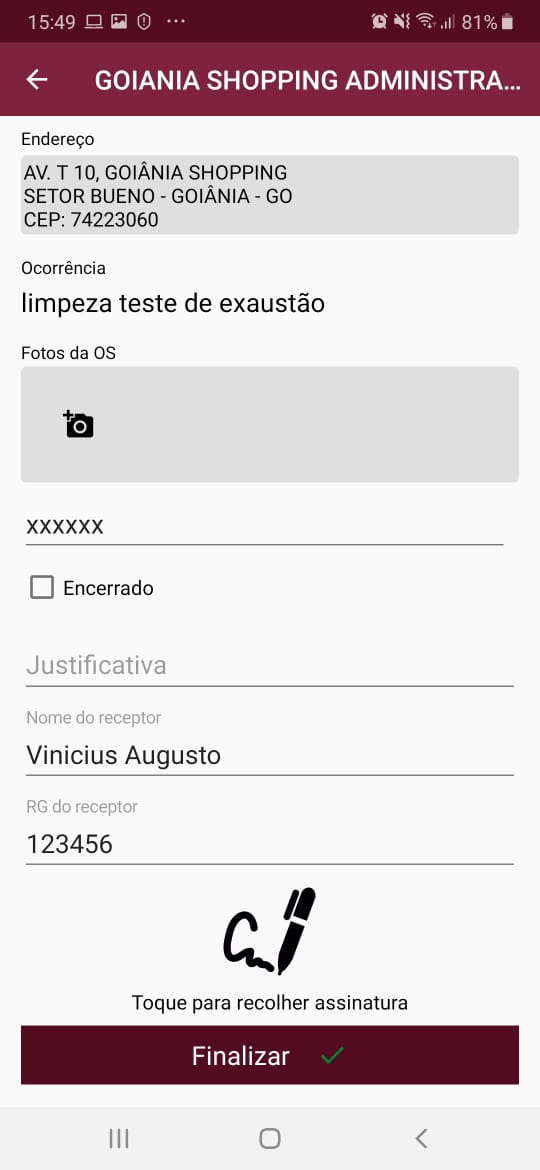 15:49
81%
GOIANIA SHOPPING ADMINISTRA...
Endereço
AV. T 10, GOIÂNIA SHOPPING
SETOR BUENO - GOIÂNIA - GO
CEP: 74223060
Ocorrência
limpeza teste de exaustão
Fotos da OS
xxxxxx
Encerrado
Justificativa
Nome do receptor
Vinicius Augusto
RG do receptor
123456
Toque para recolher assinatura
Finalizar